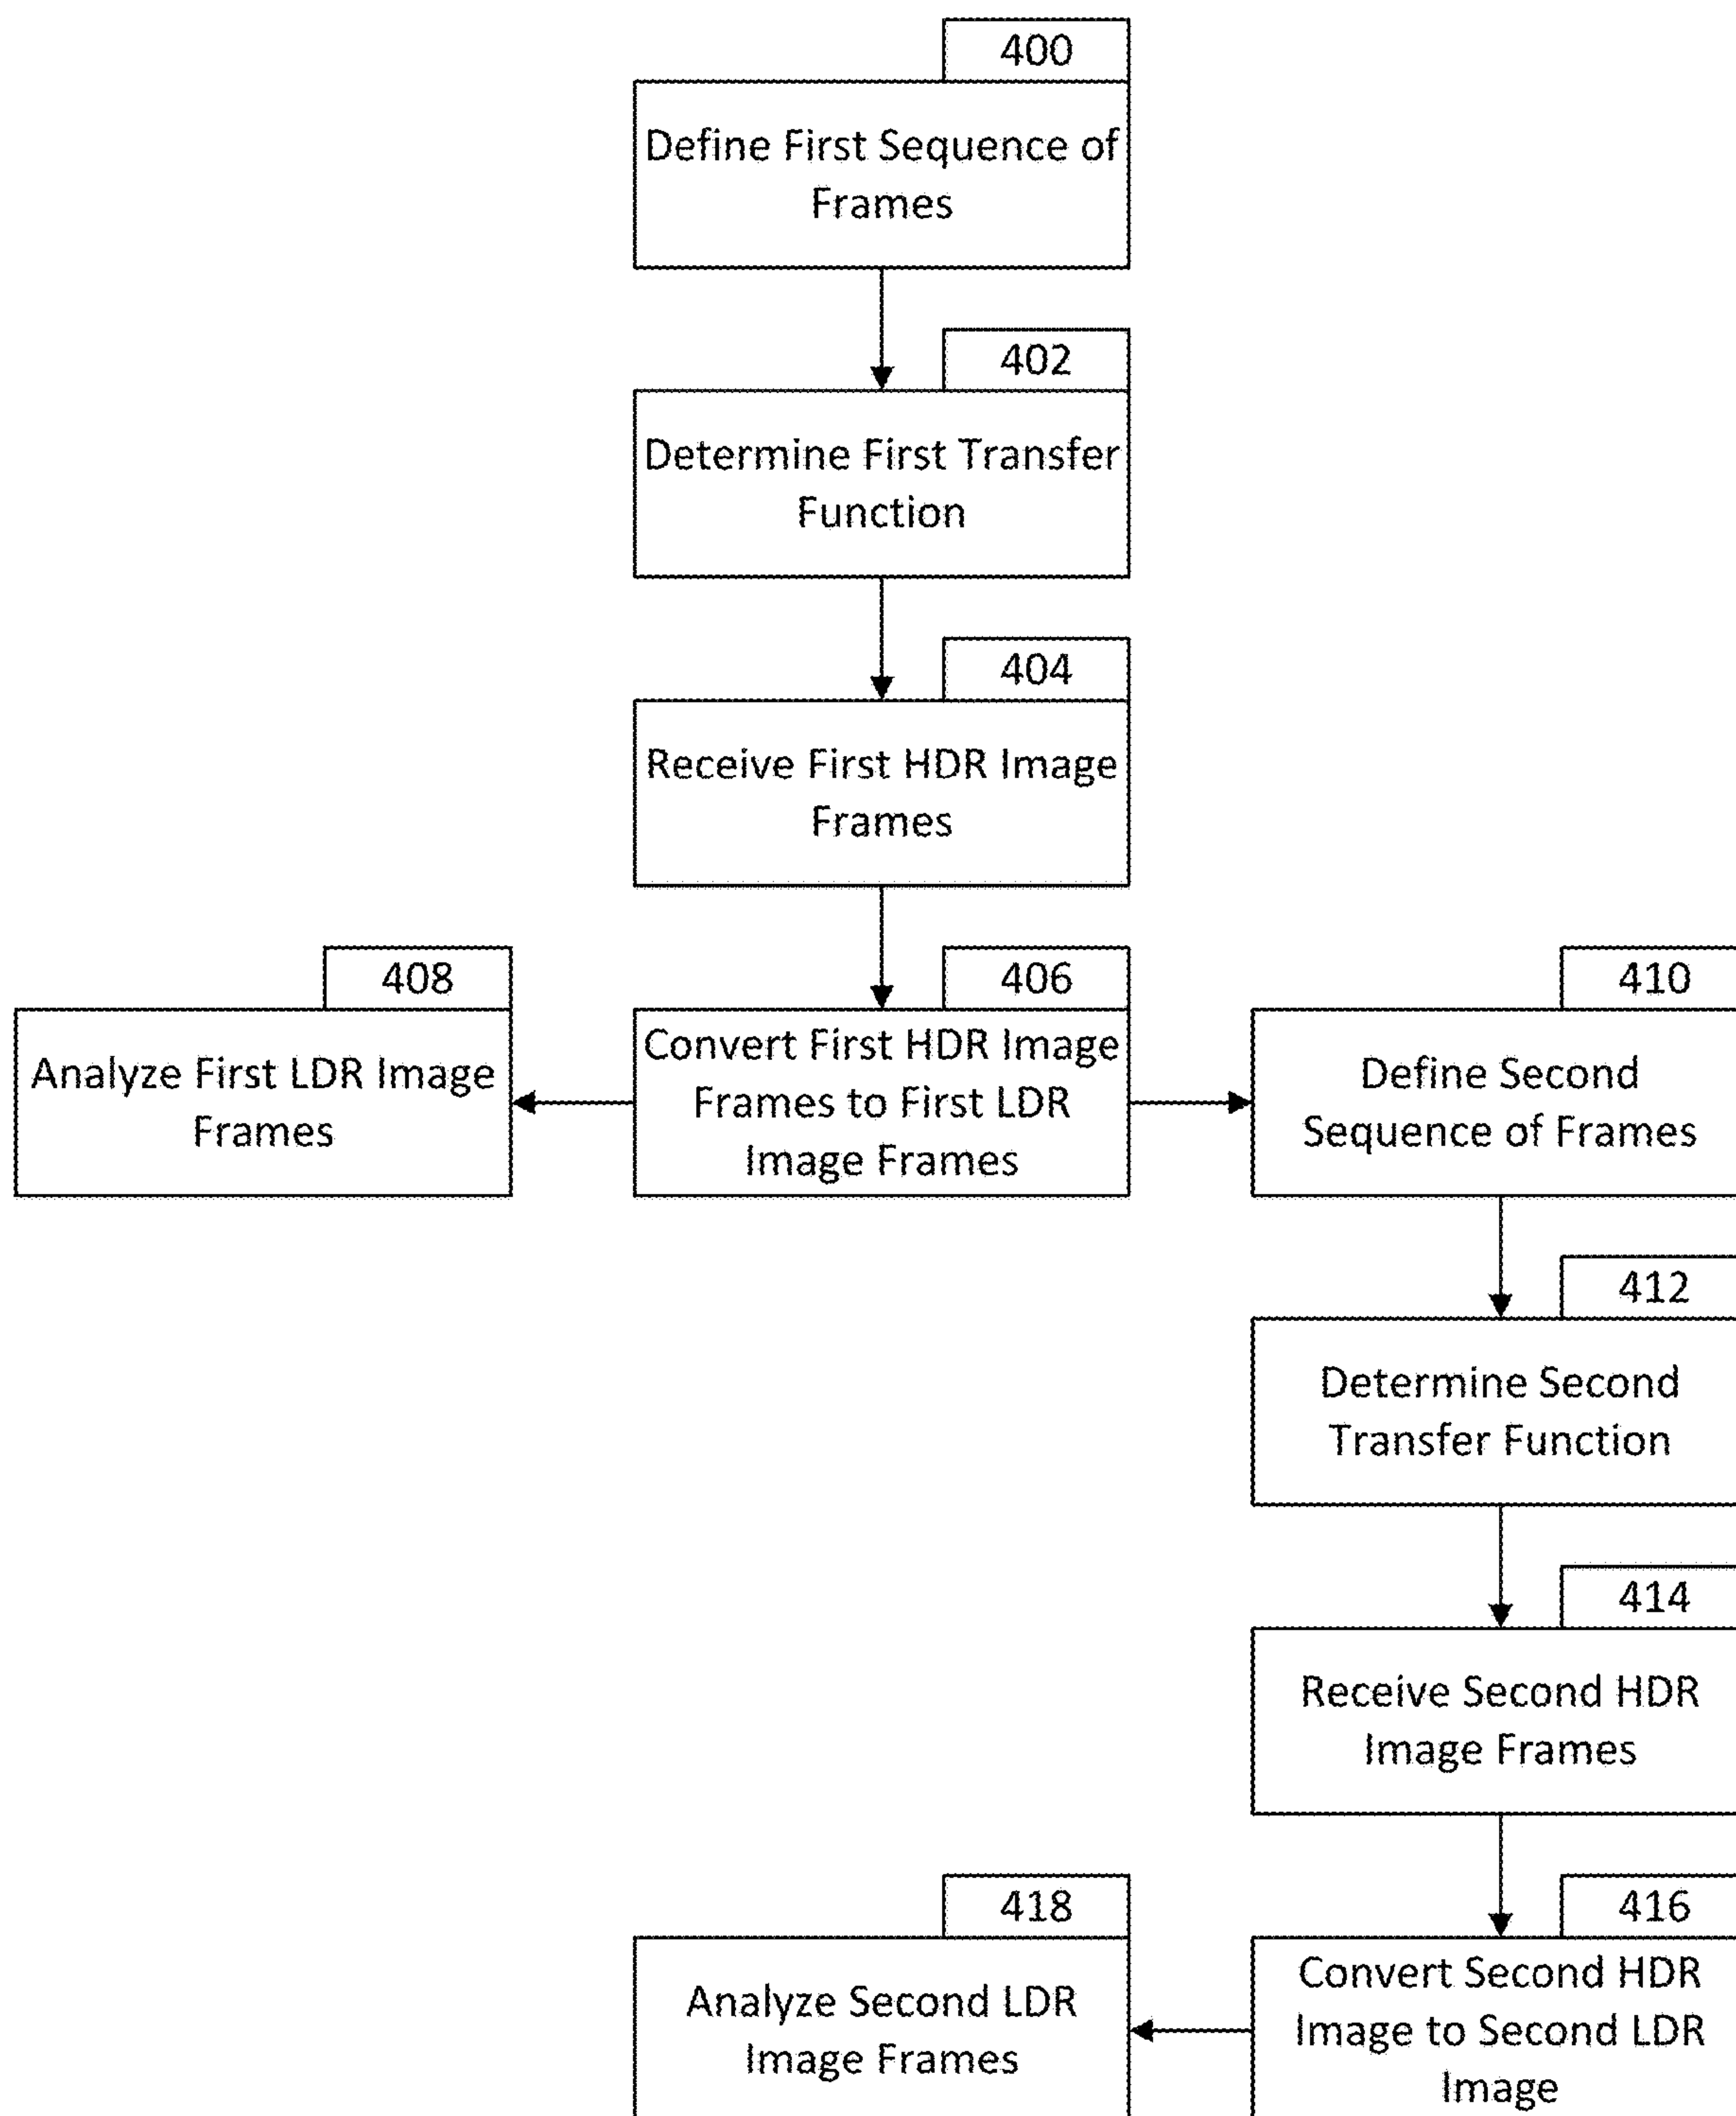 400
Define First Sequence of
Frames
402
Determine First Transfer
Function
404
Receive First HDR Image
Frames
408
Analyze First LDR Image
Frames
406
Convert First HDR Image
Frames to First LDR
Image Frames
410
Define Second
Sequence of Frames
412
Determine Second
Transfer Function
414
Receive Second HDR
Image Frames
418
Analyze Second LDR
Image Frames
416
Convert Second HDR
Image to Second LDR
Image